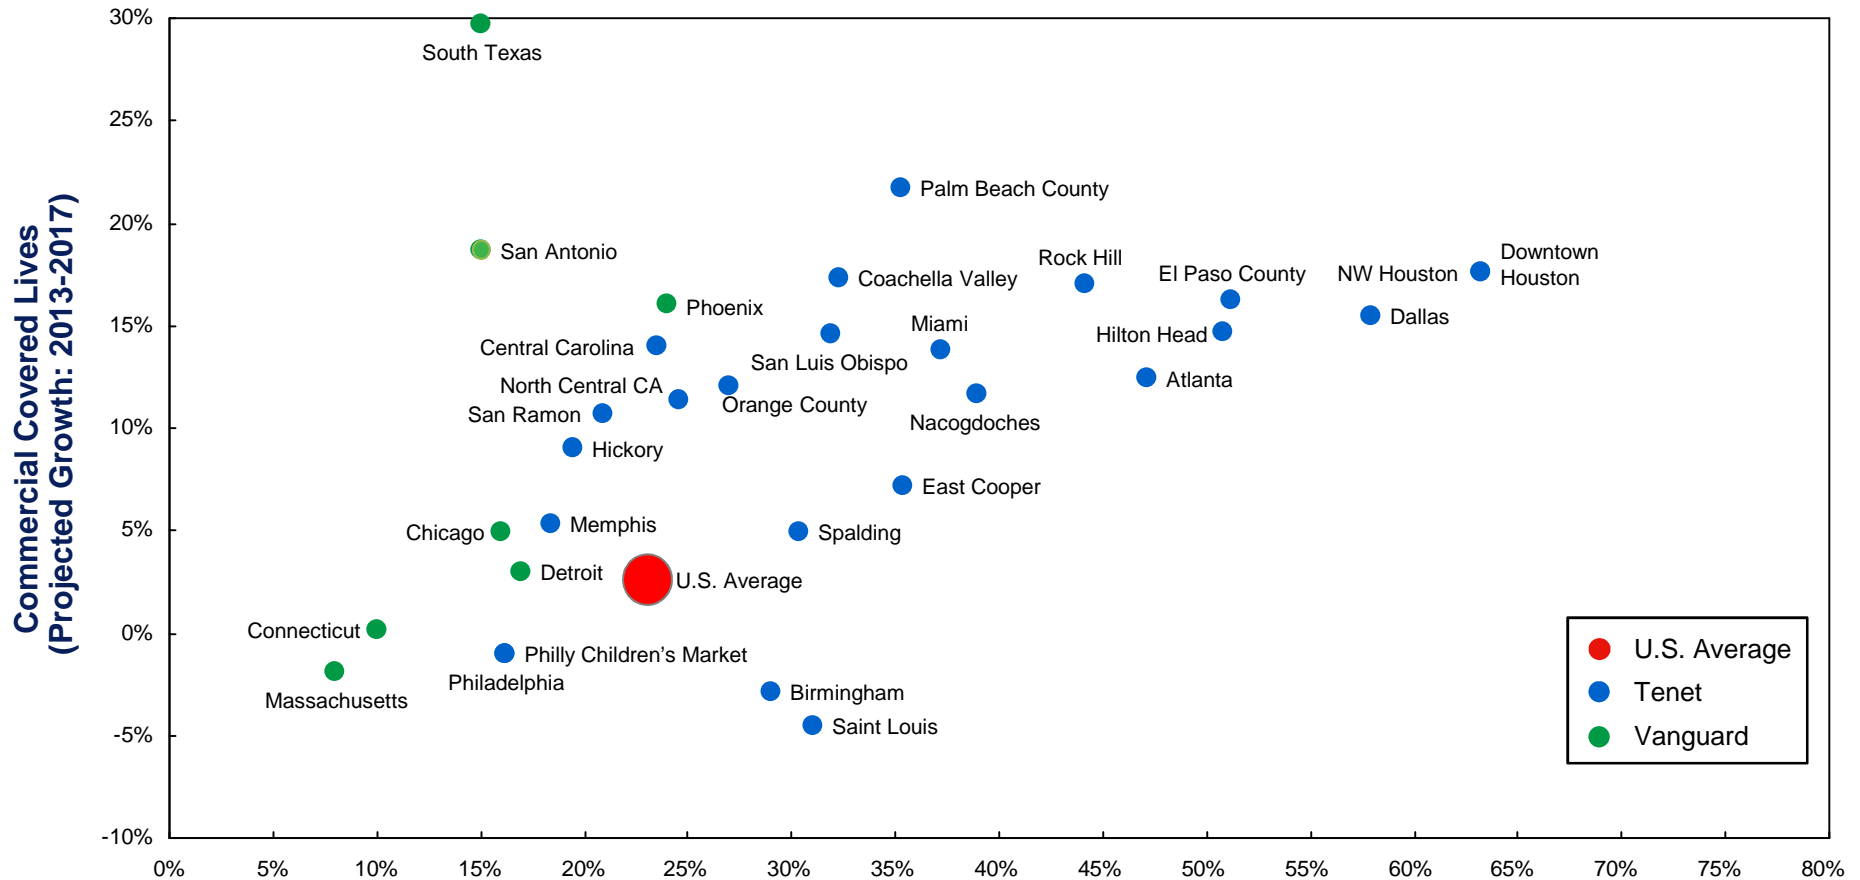 30%
South Texas
25%
Palm Beach County
20%
San Antonio
Rock Hill
Downtown
Houston
Coachella Valley
El Paso County
NW Houston
Phoenix
15%
Miami
Dallas
Hilton Head
Central Carolina
San Luis Obispo
North Central CA
Atlanta
San Ramon
Orange County
Nacogdoches
10%
Hickory
East Cooper
5%
Chicago
Memphis
Spalding
Detroit
U.S. Average
0%
Connecticut
Philly Children’s Market
Philadelphia
Massachusetts
Birmingham
Saint Louis
-5%
-10%
Commercial Covered Lives
(Projected Growth: 2013-2017)
U.S. Average
Tenet
Vanguard
0% 5% 10% 15% 20% 25% 30% 35% 40% 45% 50% 55% 60% 65% 70% 75% 80%